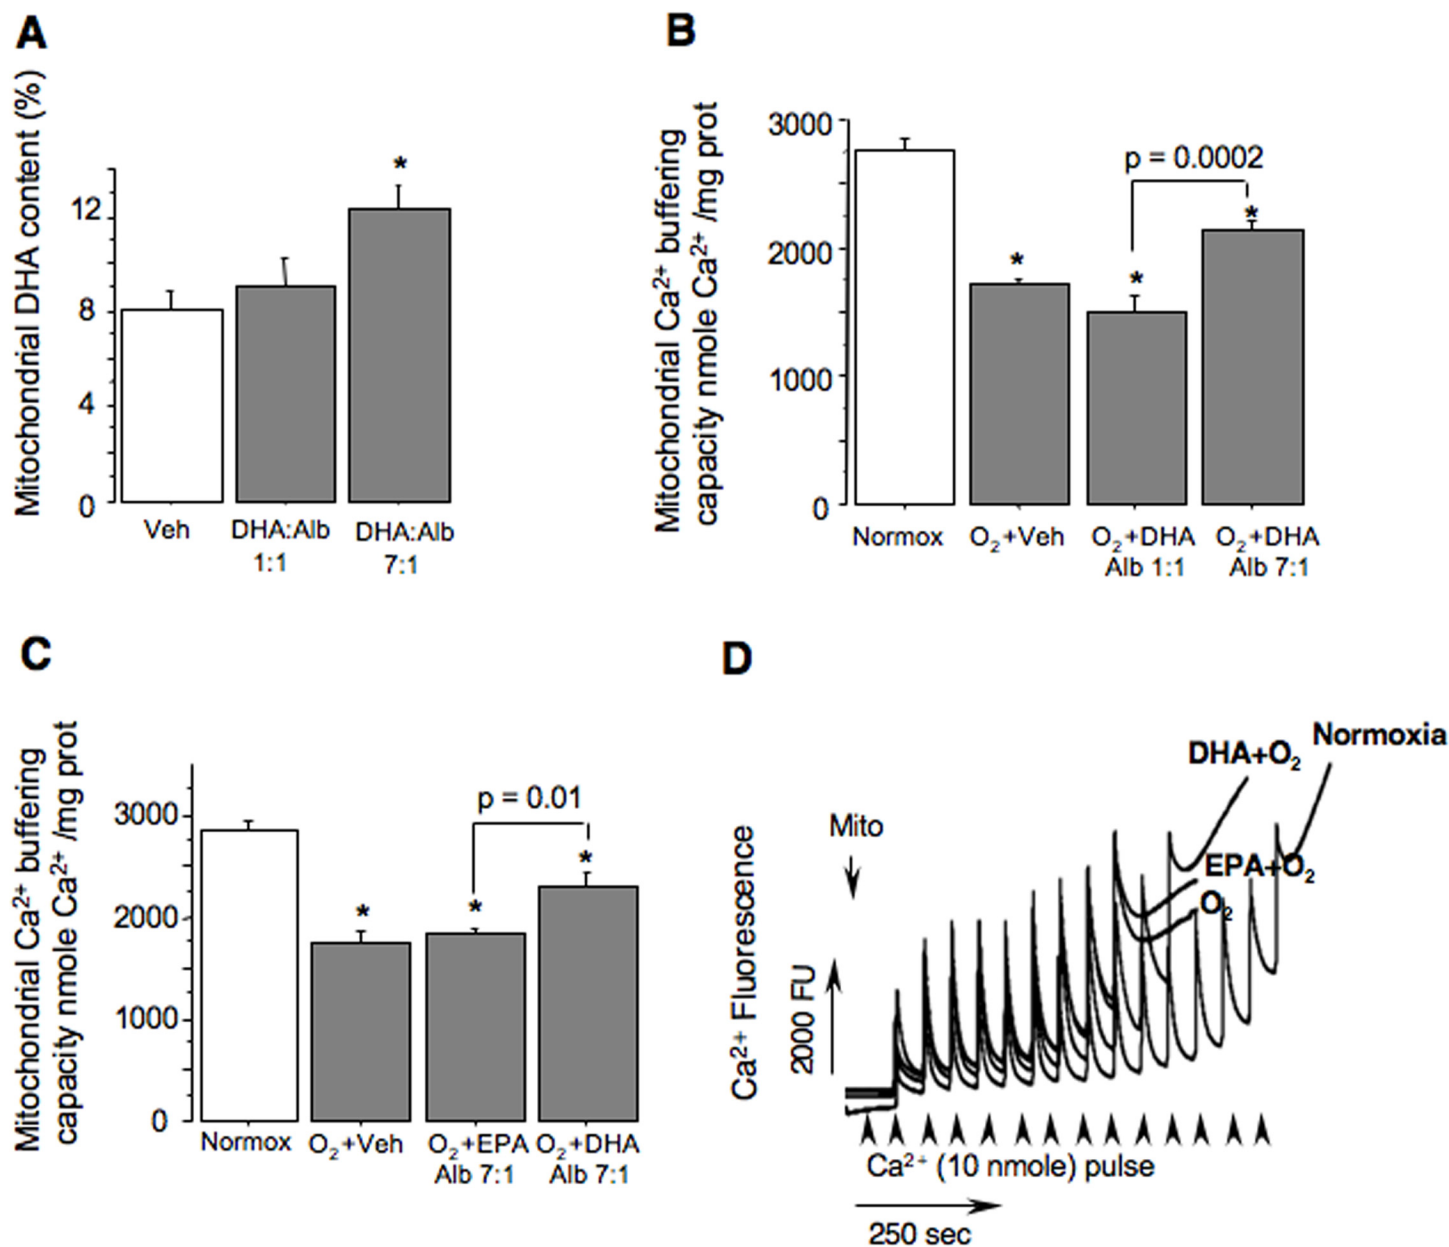 A
Mitochondrial DHA content (%)
12
8
4
0
*
Veh
DHA:Alb
1:1
DHA:Alb
7:1
B
Mitochondrial Ca²⁺ buffering
capacity nmole Ca²⁺ /mg prot
3000
2000
1000
0
p = 0.0002
*
*
*
Normox
O₂+Veh
O₂+DHA
Alb 1:1
O₂+DHA
Alb 7:1
C
Mitochondrial Ca²⁺ buffering
capacity nmole Ca²⁺ /mg prot
3000
2000
1000
0
p = 0.01
*
*
*
Normox
O₂+Veh
O₂+EPA
Alb 7:1
O₂+DHA
Alb 7:1
D
Ca²⁺ Fluorescence
2000 FU
Mito
DHA+O₂
Normoxia
EPA+O₂
O₂
Ca²⁺ (10 nmole) pulse
250 sec